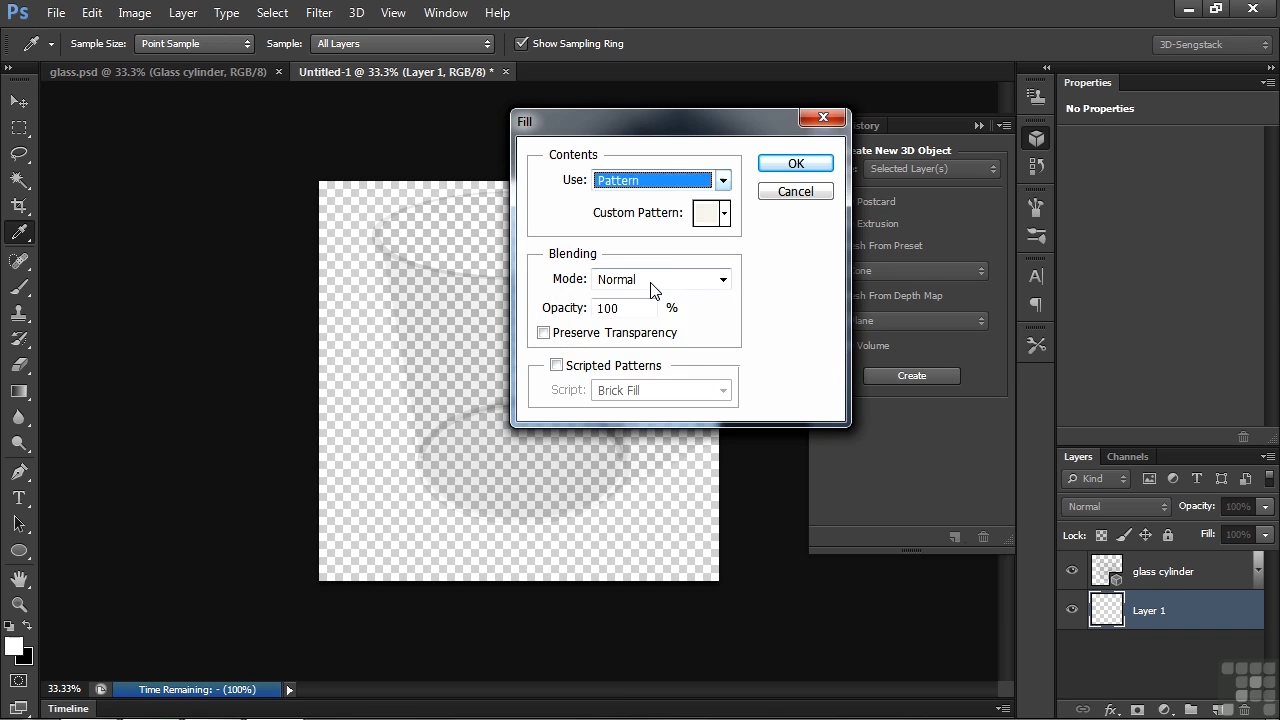 Ps File Edit Image Layer Type Select Filter 3D View Window Help
Sample Size: Point Sample Sample: All Layers Show Sampling Ring 3D-Sengstack
glass.psd @ 33.3% (Glass cylinder, RGB/8) × Untitled-1 @ 33.3% (Layer 1, RGB/8) * ×
Properties
No Properties
Fill
Contents
Use: Pattern
Custom Pattern:
OK
Cancel
Blending
Mode: Normal
Opacity: 100 %
Preserve Transparency
Scripted Patterns
Script: Brick Fill
History
reate New 3D Object
Selected Layer(s)
Postcard
Extrusion
esh From Preset
one
esh From Depth Map
lane
Volume
Create
Layers Channels
Kind
Normal Opacity: 100%
Lock: Fill: 100%
glass cylinder
Layer 1
33.33% Time Remaining: - (100%)
Timeline